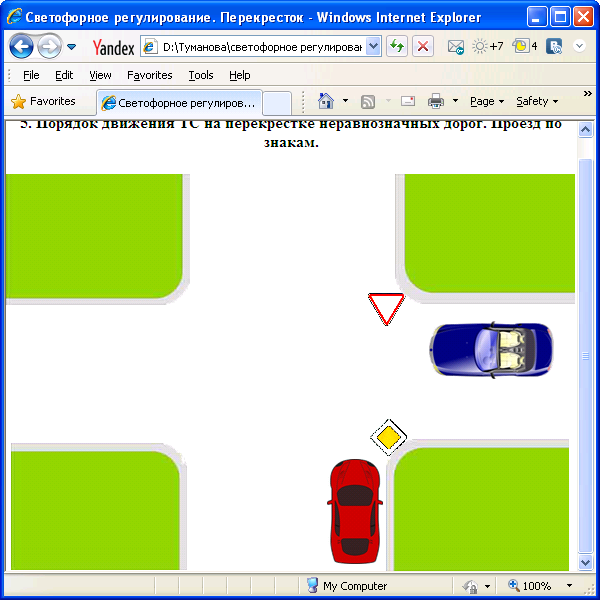 Светофорное регулирование. Перекресток - Windows Internet Explorer
Yandex D:\Туманова\светофорное регулирован +7 4
File Edit View Favorites Tools Help
Favorites Светофорное регулиров... Page Safety »
5. Порядок движения ТС на перекрестке неравнозначных дорог. Проезд по
знакам.
My Computer 100%